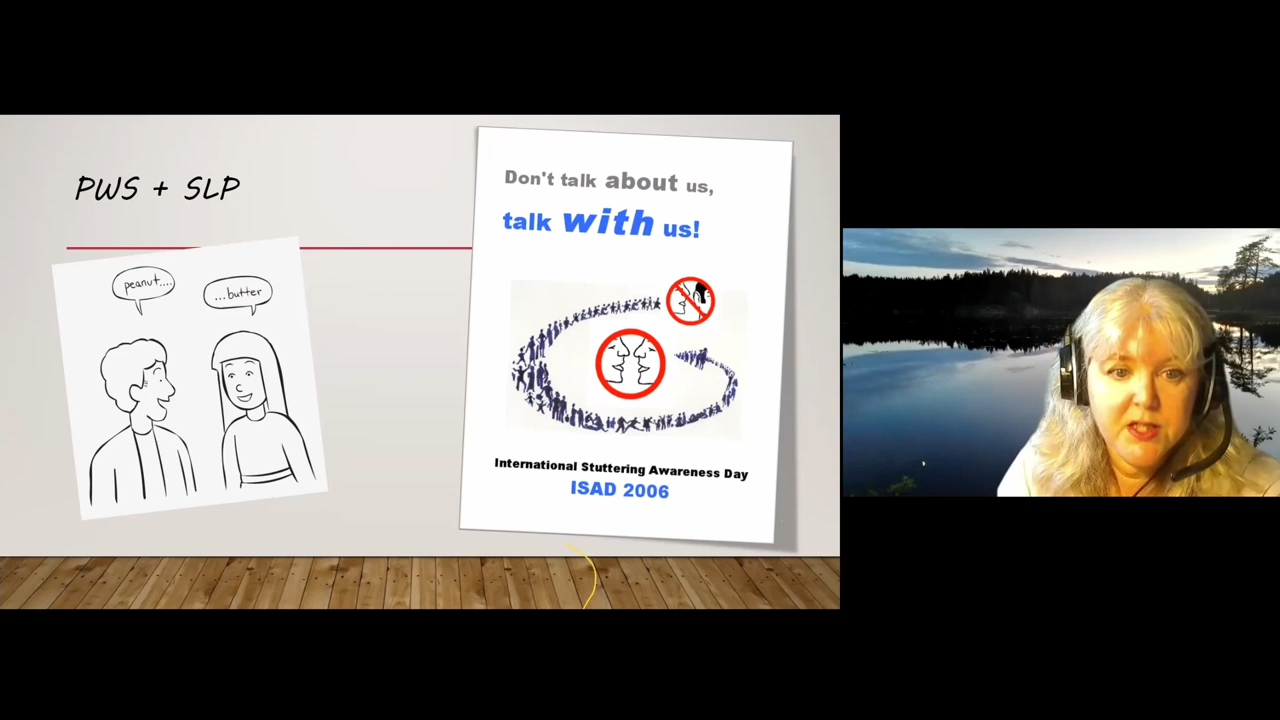 PWS + SLP
peanut....
...butter
Don't talk about us,
talk with us!
International Stuttering Awareness Day
ISAD 2006